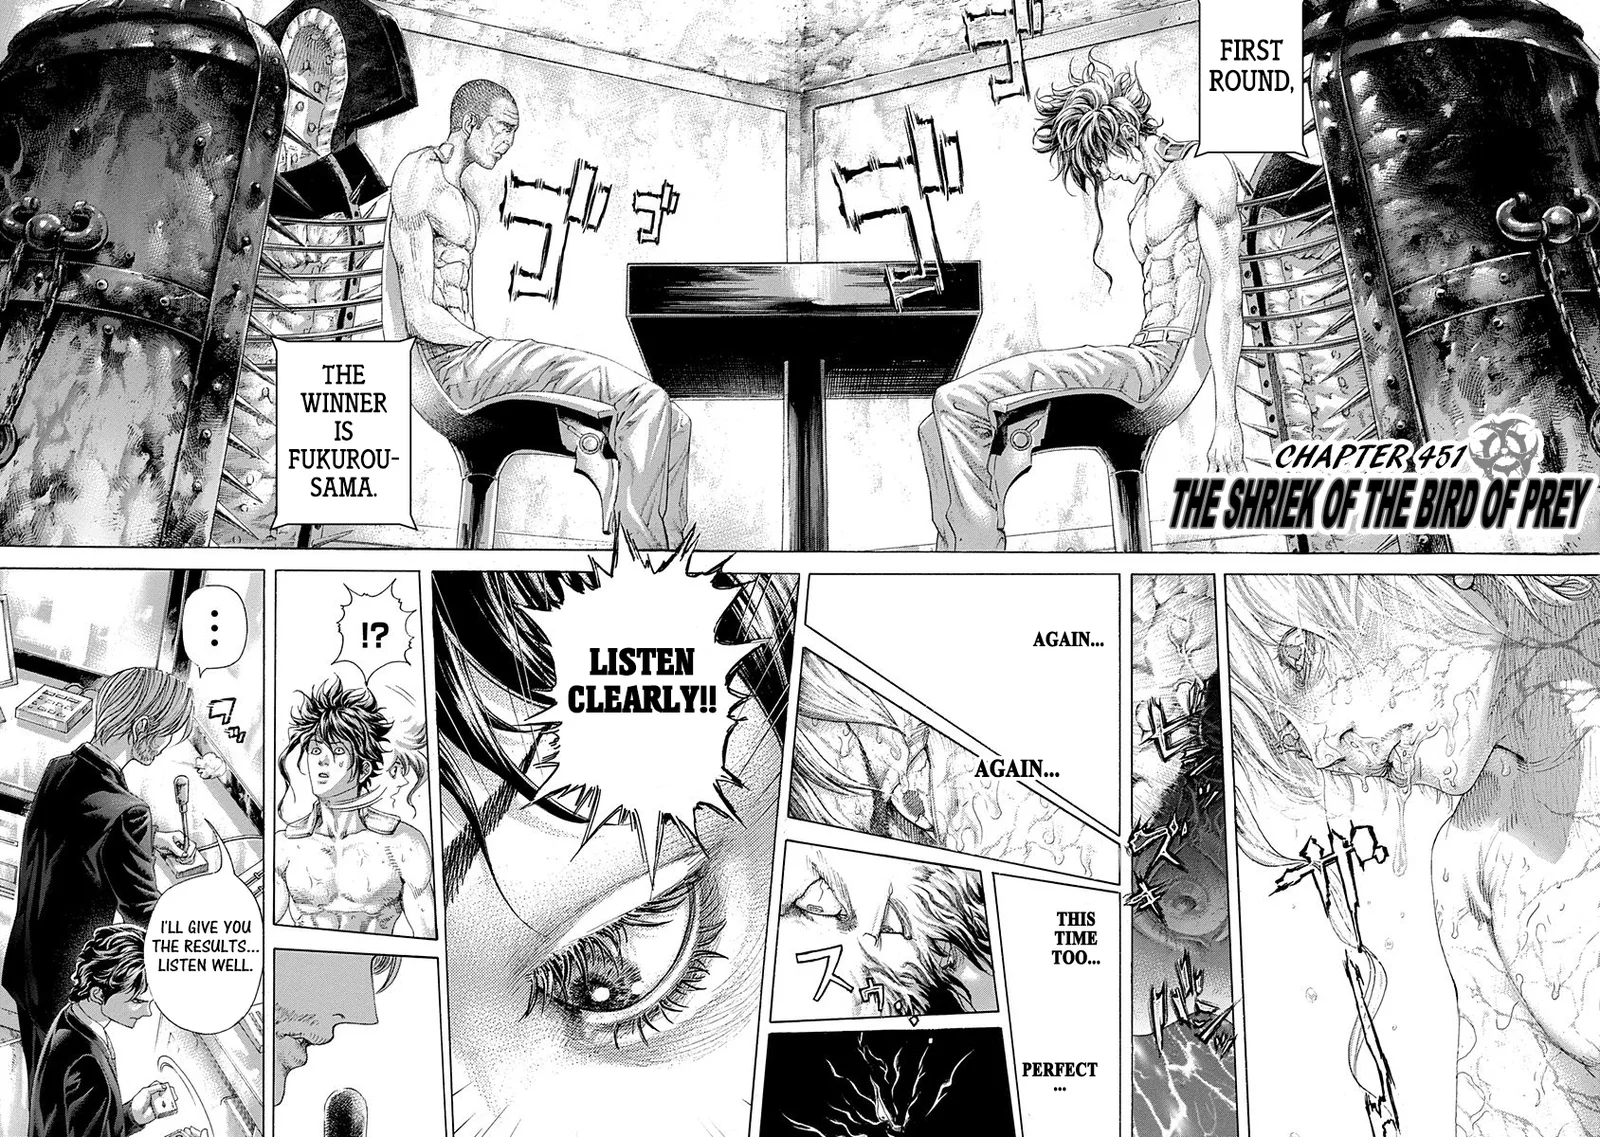 FIRST
ROUND,
THE
WINNER
IS
FUKUROU-
SAMA.
CHAPTER 451
THE SHRIEK OF THE BIRD OF PREY
THIS
TIME
TOO...
PERFECT
...
AGAIN...
AGAIN...
LISTEN
CLEARLY!!
!?
...
I'LL GIVE YOU
THE RESULTS...
LISTEN WELL.